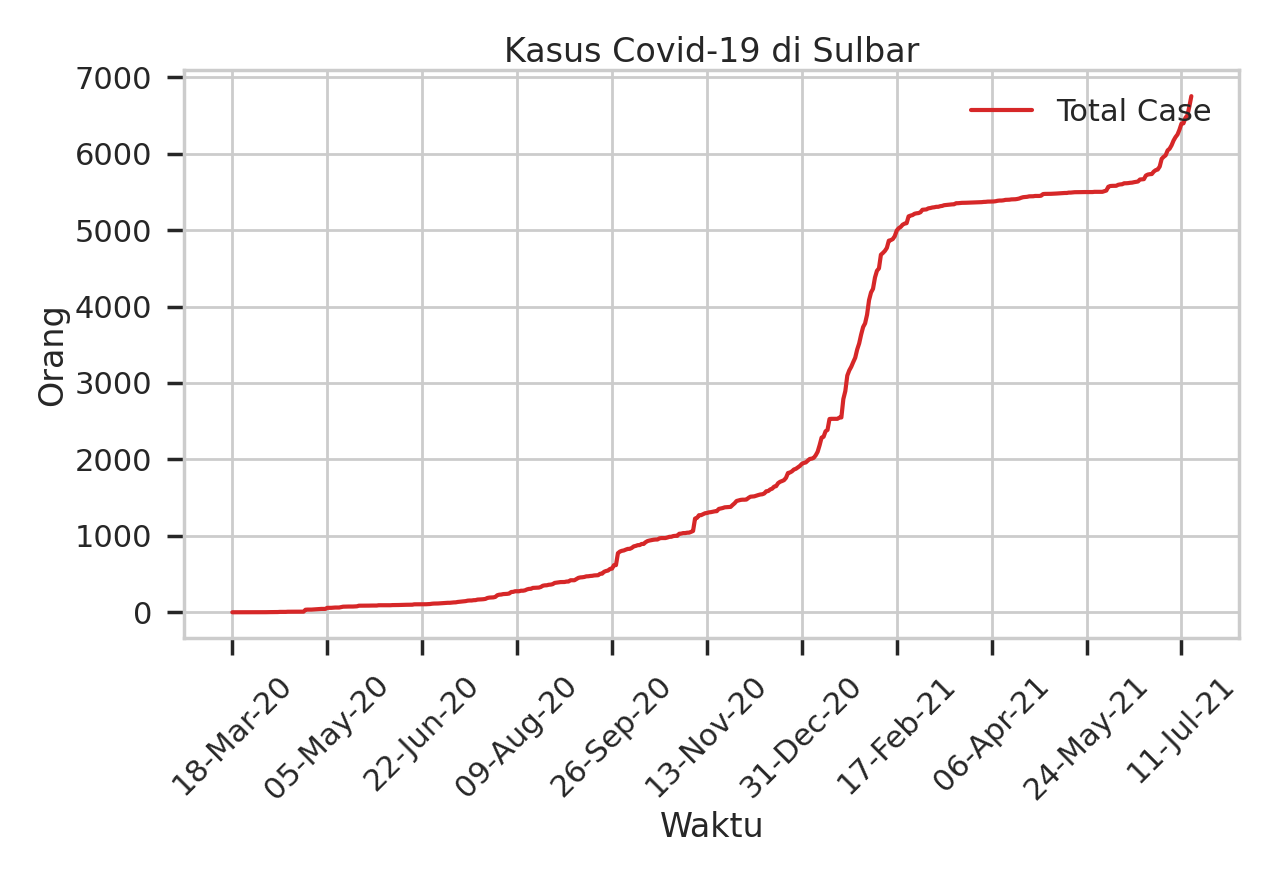 Kasus Covid-19 di Sulbar
Total Case
7000
6000
5000
4000
3000
2000
1000
0
Orang
18-Mar-20
05-May-20
22-Jun-20
09-Aug-20
26-Sep-20
13-Nov-20
31-Dec-20
17-Feb-21
06-Apr-21
24-May-21
11-Jul-21
Waktu